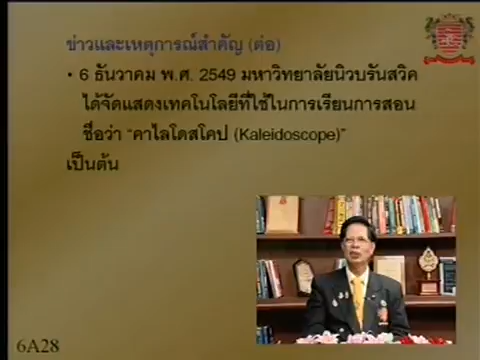 ข่าวและเหตุการณ์สำคัญ (ต่อ)
• 6 ธันวาคม พ.ศ. 2549 มหาวิทยาลัยนิวบรันสวิค
ได้จัดแสดงเทคโนโลยีที่ใช้ในการเรียนการสอน
ชื่อว่า "คาไลโดสโคป (Kaleidoscope)"
เป็นต้น
6A28